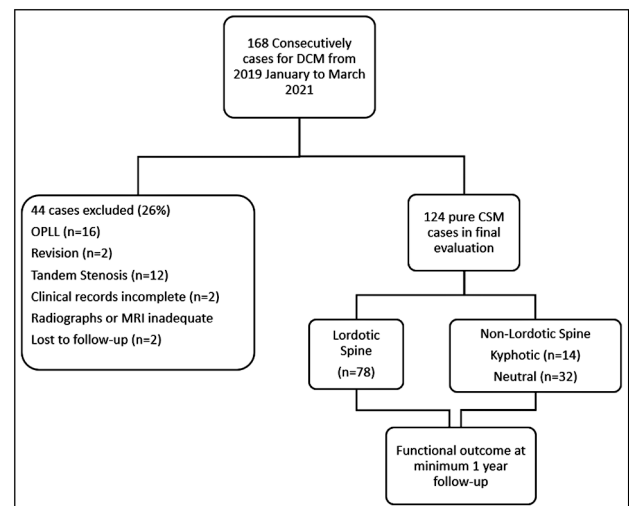 168 Consecutively
cases for DCM from
2019 January to March
2021
44 cases excluded (26%)
OPLL (n=16)
Revision (n=2)
Tandem Stenosis (n=12)
Clinical records incomplete (n=2)
Radiographs or MRI inadequate
Lost to follow-up (n=2)
124 pure CSM
cases in final
evaluation
Lordotic
Spine
(n=78)
Non-Lordotic Spine
Kyphotic (n=14)
Neutral (n=32)
Functional outcome at
minimum 1 year
follow-up